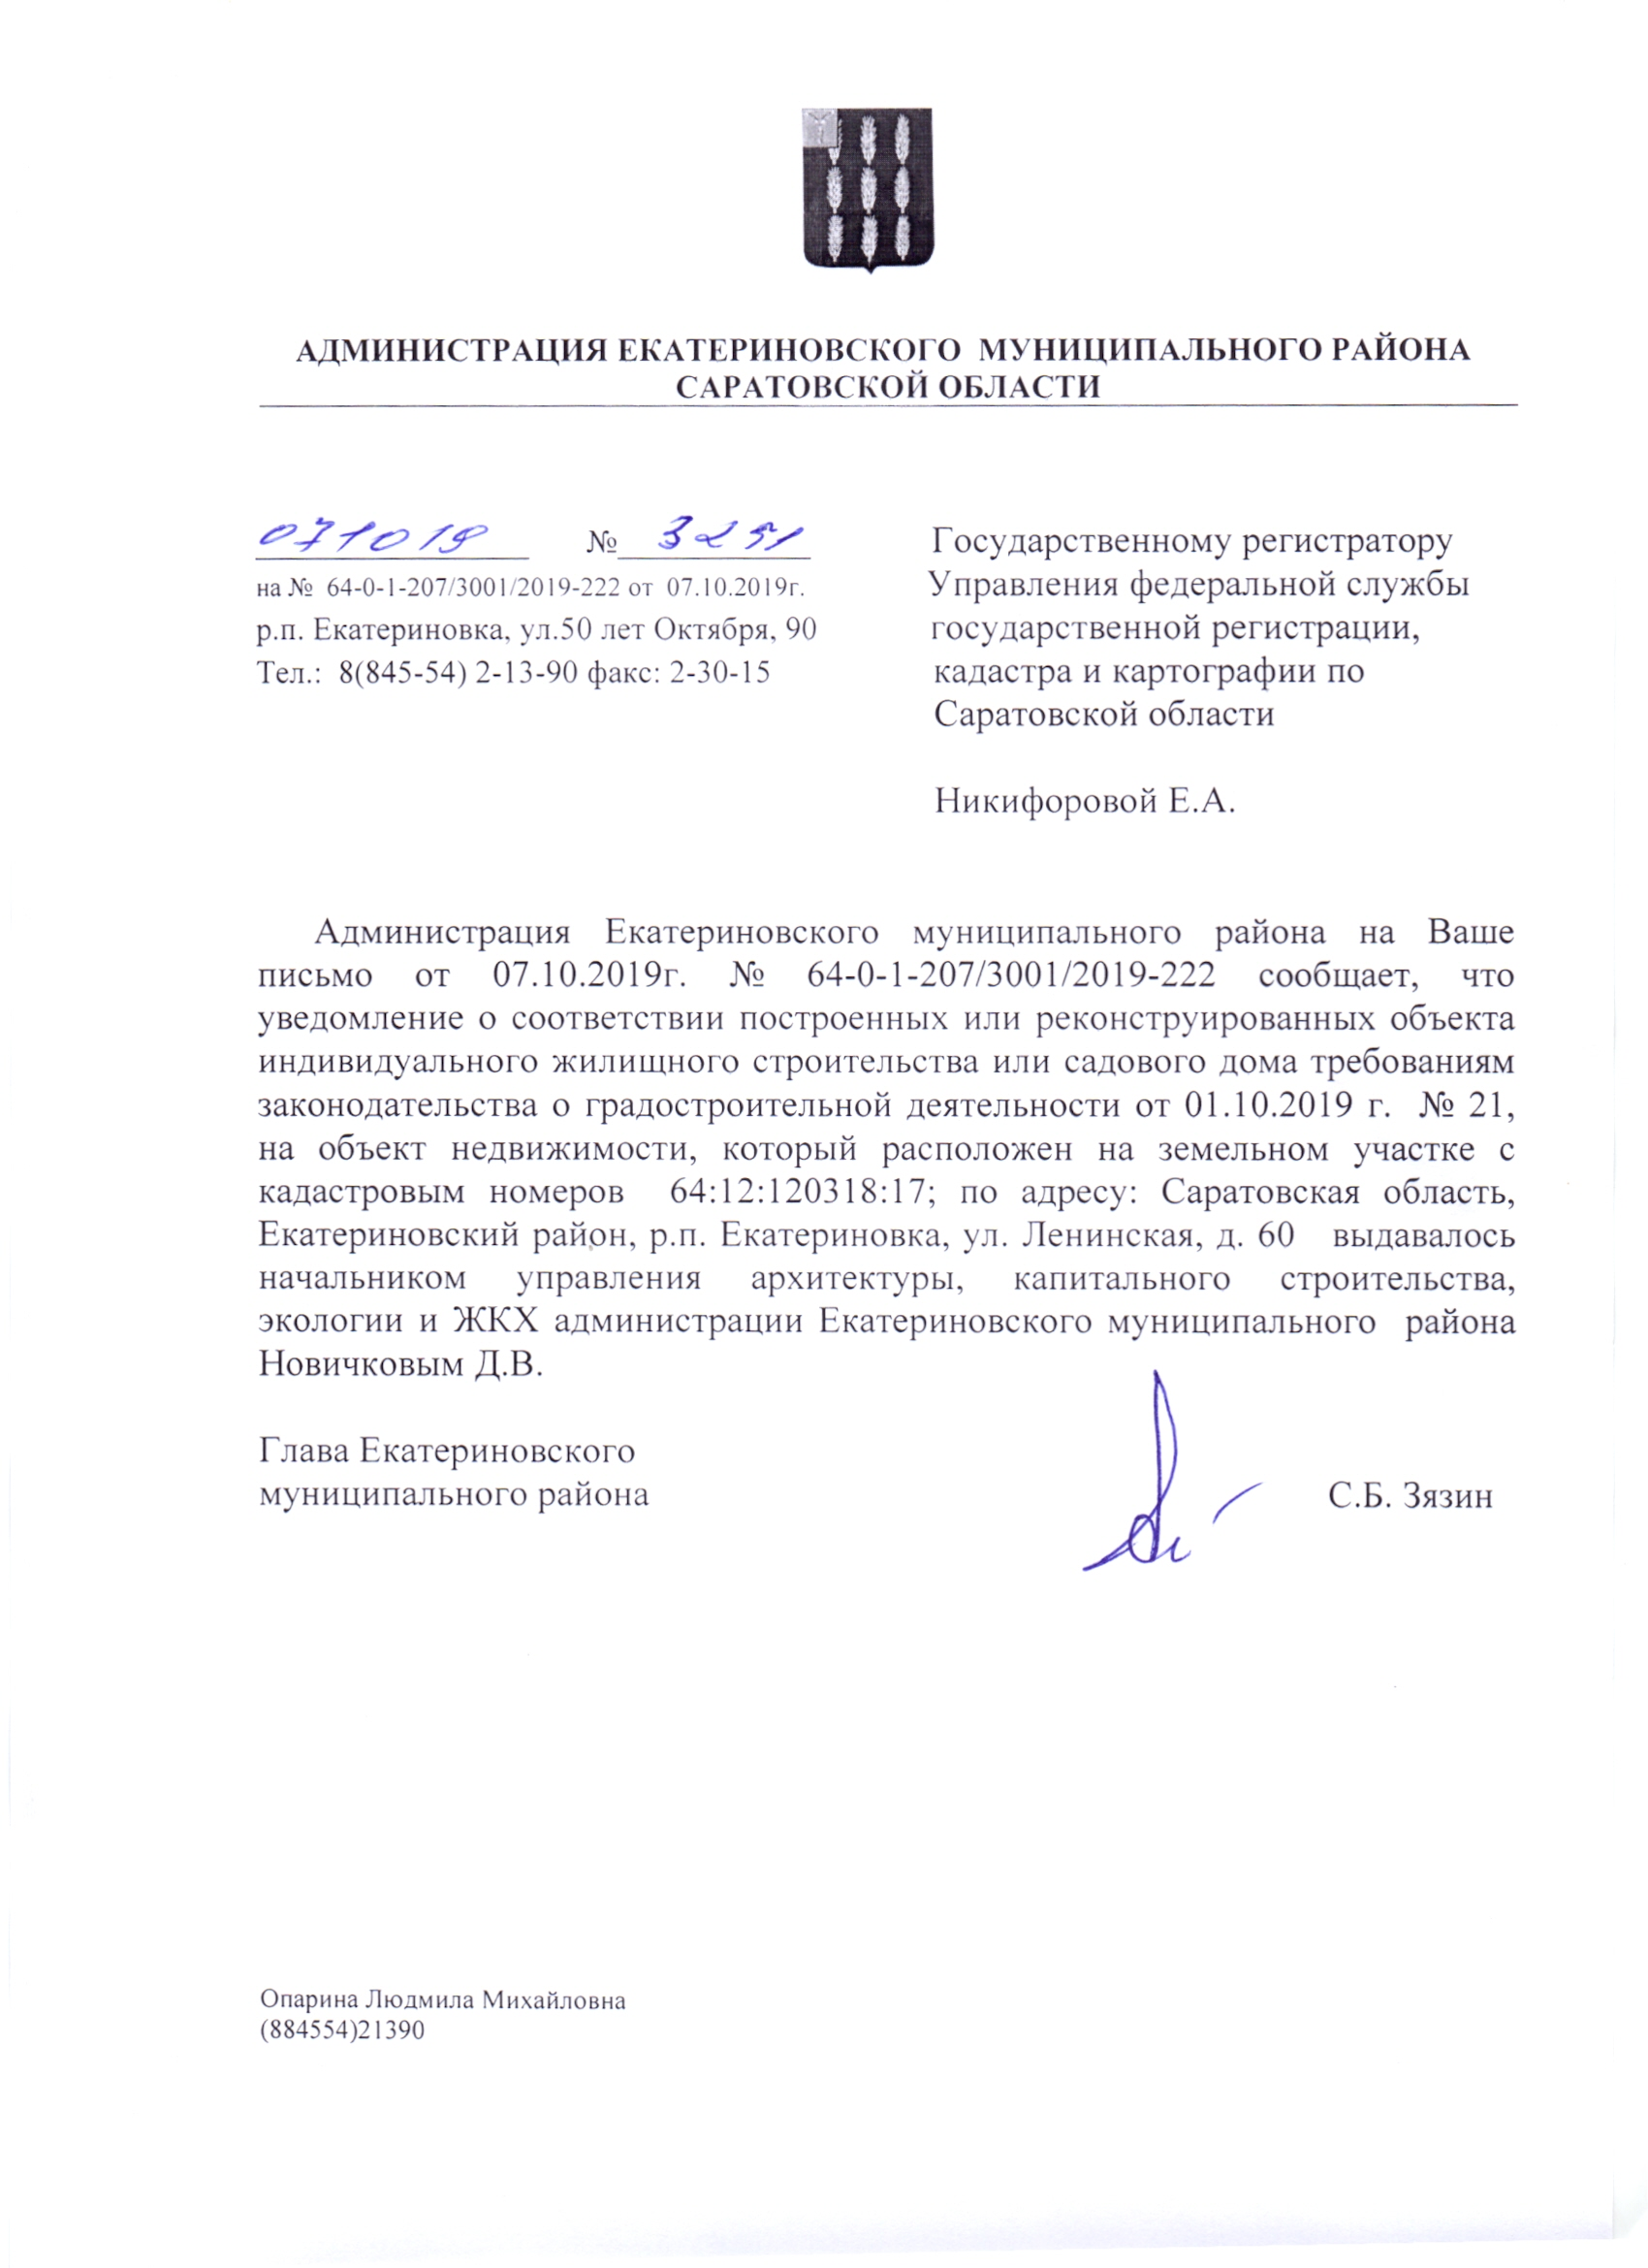 АДМИНИСТРАЦИЯ ЕКАТЕРИНОВСКОГО МУНИЦИПАЛЬНОГО РАЙОНА
САРАТОВСКОЙ ОБЛАСТИ
071019 № 3251
на № 64-0-1-207/3001/2019-222 от 07.10.2019г.
р.п. Екатериновка, ул.50 лет Октября, 90
Тел.: 8(845-54) 2-13-90 факс: 2-30-15
Государственному регистратору
Управления федеральной службы
государственной регистрации,
кадастра и картографии по
Саратовской области
Никифоровой Е.А.
Администрация Екатериновского муниципального района на Ваше
письмо от 07.10.2019г. № 64-0-1-207/3001/2019-222 сообщает, что
уведомление о соответствии построенных или реконструированных объекта
индивидуального жилищного строительства или садового дома требованиям
законодательства о градостроительной деятельности от 01.10.2019 г. № 21,
на объект недвижимости, который расположен на земельном участке с
кадастровым номеров 64:12:120318:17; по адресу: Саратовская область,
Екатериновский район, р.п. Екатериновка, ул. Ленинская, д. 60 выдавалось
начальником управления архитектуры, капитального строительства,
экологии и ЖКХ администрации Екатериновского муниципального района
Новичковым Д.В.
Глава Екатериновского
муниципального района С.Б. Зязин
Опарина Людмила Михайловна
(884554)21390